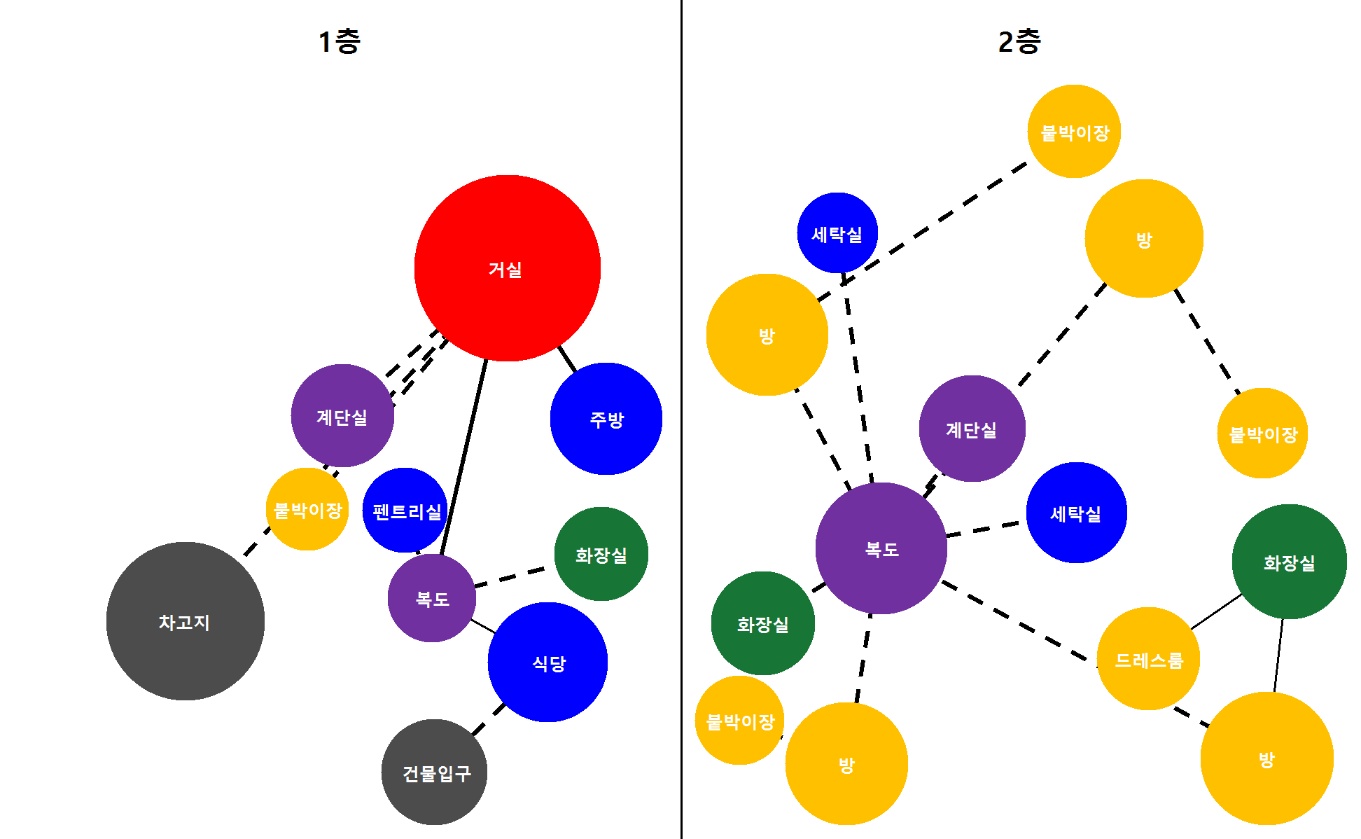 1층
거실
계단실
주방
붙박이장
펜트리실
화장실
복도
차고지
식당
건물입구
2층
붙박이장
세탁실
방
방
계단실
붙박이장
세탁실
복도
화장실
화장실
드레스룸
붙박이장
방
방